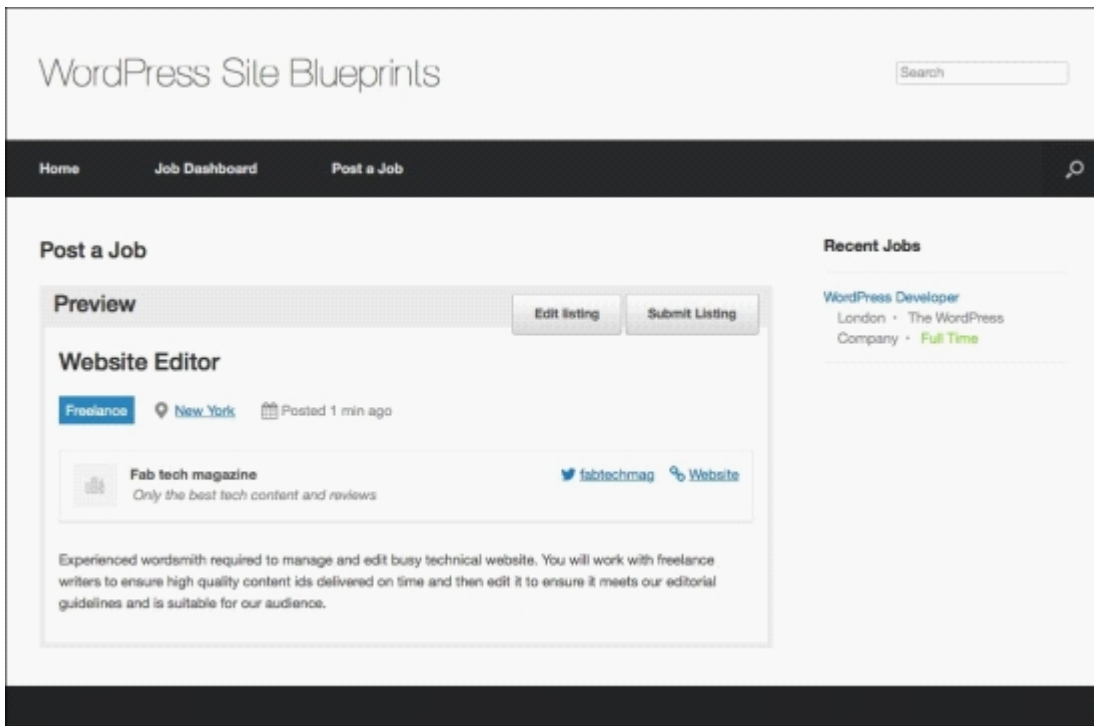 WordPress Site Blueprints
Search
Home Job Dashboard Post a Job
Post a Job
Preview
Edit listing Submit Listing
Website Editor
Freelance New York Posted 1 min ago
Fab tech magazine
Only the best tech content and reviews
fabtechmag Website
Experienced wordsmith required to manage and edit busy technical website. You will work with freelance
writers to ensure high quality content ids delivered on time and then edit it to ensure it meets our editorial
guidelines and is suitable for our audience.
Recent Jobs
WordPress Developer
London • The WordPress
Company • Full Time